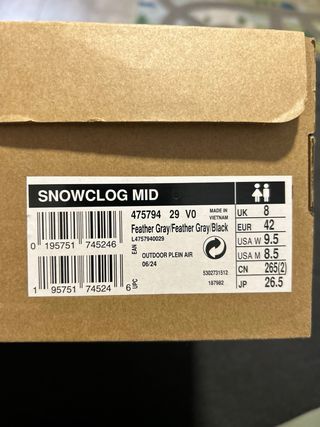 SNOWCLOG MID
475794 29 V0
MADE IN
VIETNAM
Feather Gray/Feather Gray/Black
L4757940029
0 195751 745246
EAN
OUTDOOR PLEIN AIR
06/24
5302731512
187982
1 95751 74524 6
UPC
UK 8
EUR 42
USA W 9.5
USA M 8.5
CN 265(2)
JP 26.5